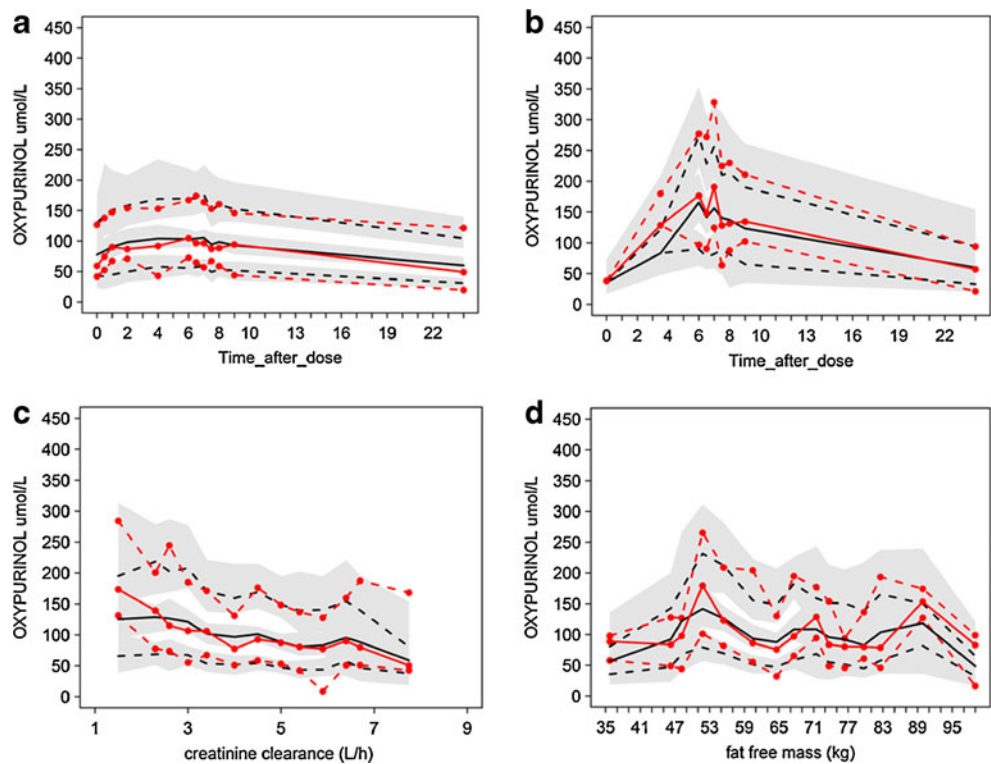 a
OXYPURINOL umol/L
450
400
350
300
250
200
150
100
50
0
0 2 4 6 8 10 13 16 19 22
Time_after_dose
b
OXYPURINOL umol/L
450
400
350
300
250
200
150
100
50
0
0 2 4 6 8 10 13 16 19 22
Time_after_dose
c
OXYPURINOL umol/L
450
400
350
300
250
200
150
100
50
0
1 3 5 7 9
creatinine clearance (L/h)
d
OXYPURINOL umol/L
450
400
350
300
250
200
150
100
50
0
35 41 47 53 59 65 71 77 83 89 95
fat free mass (kg)